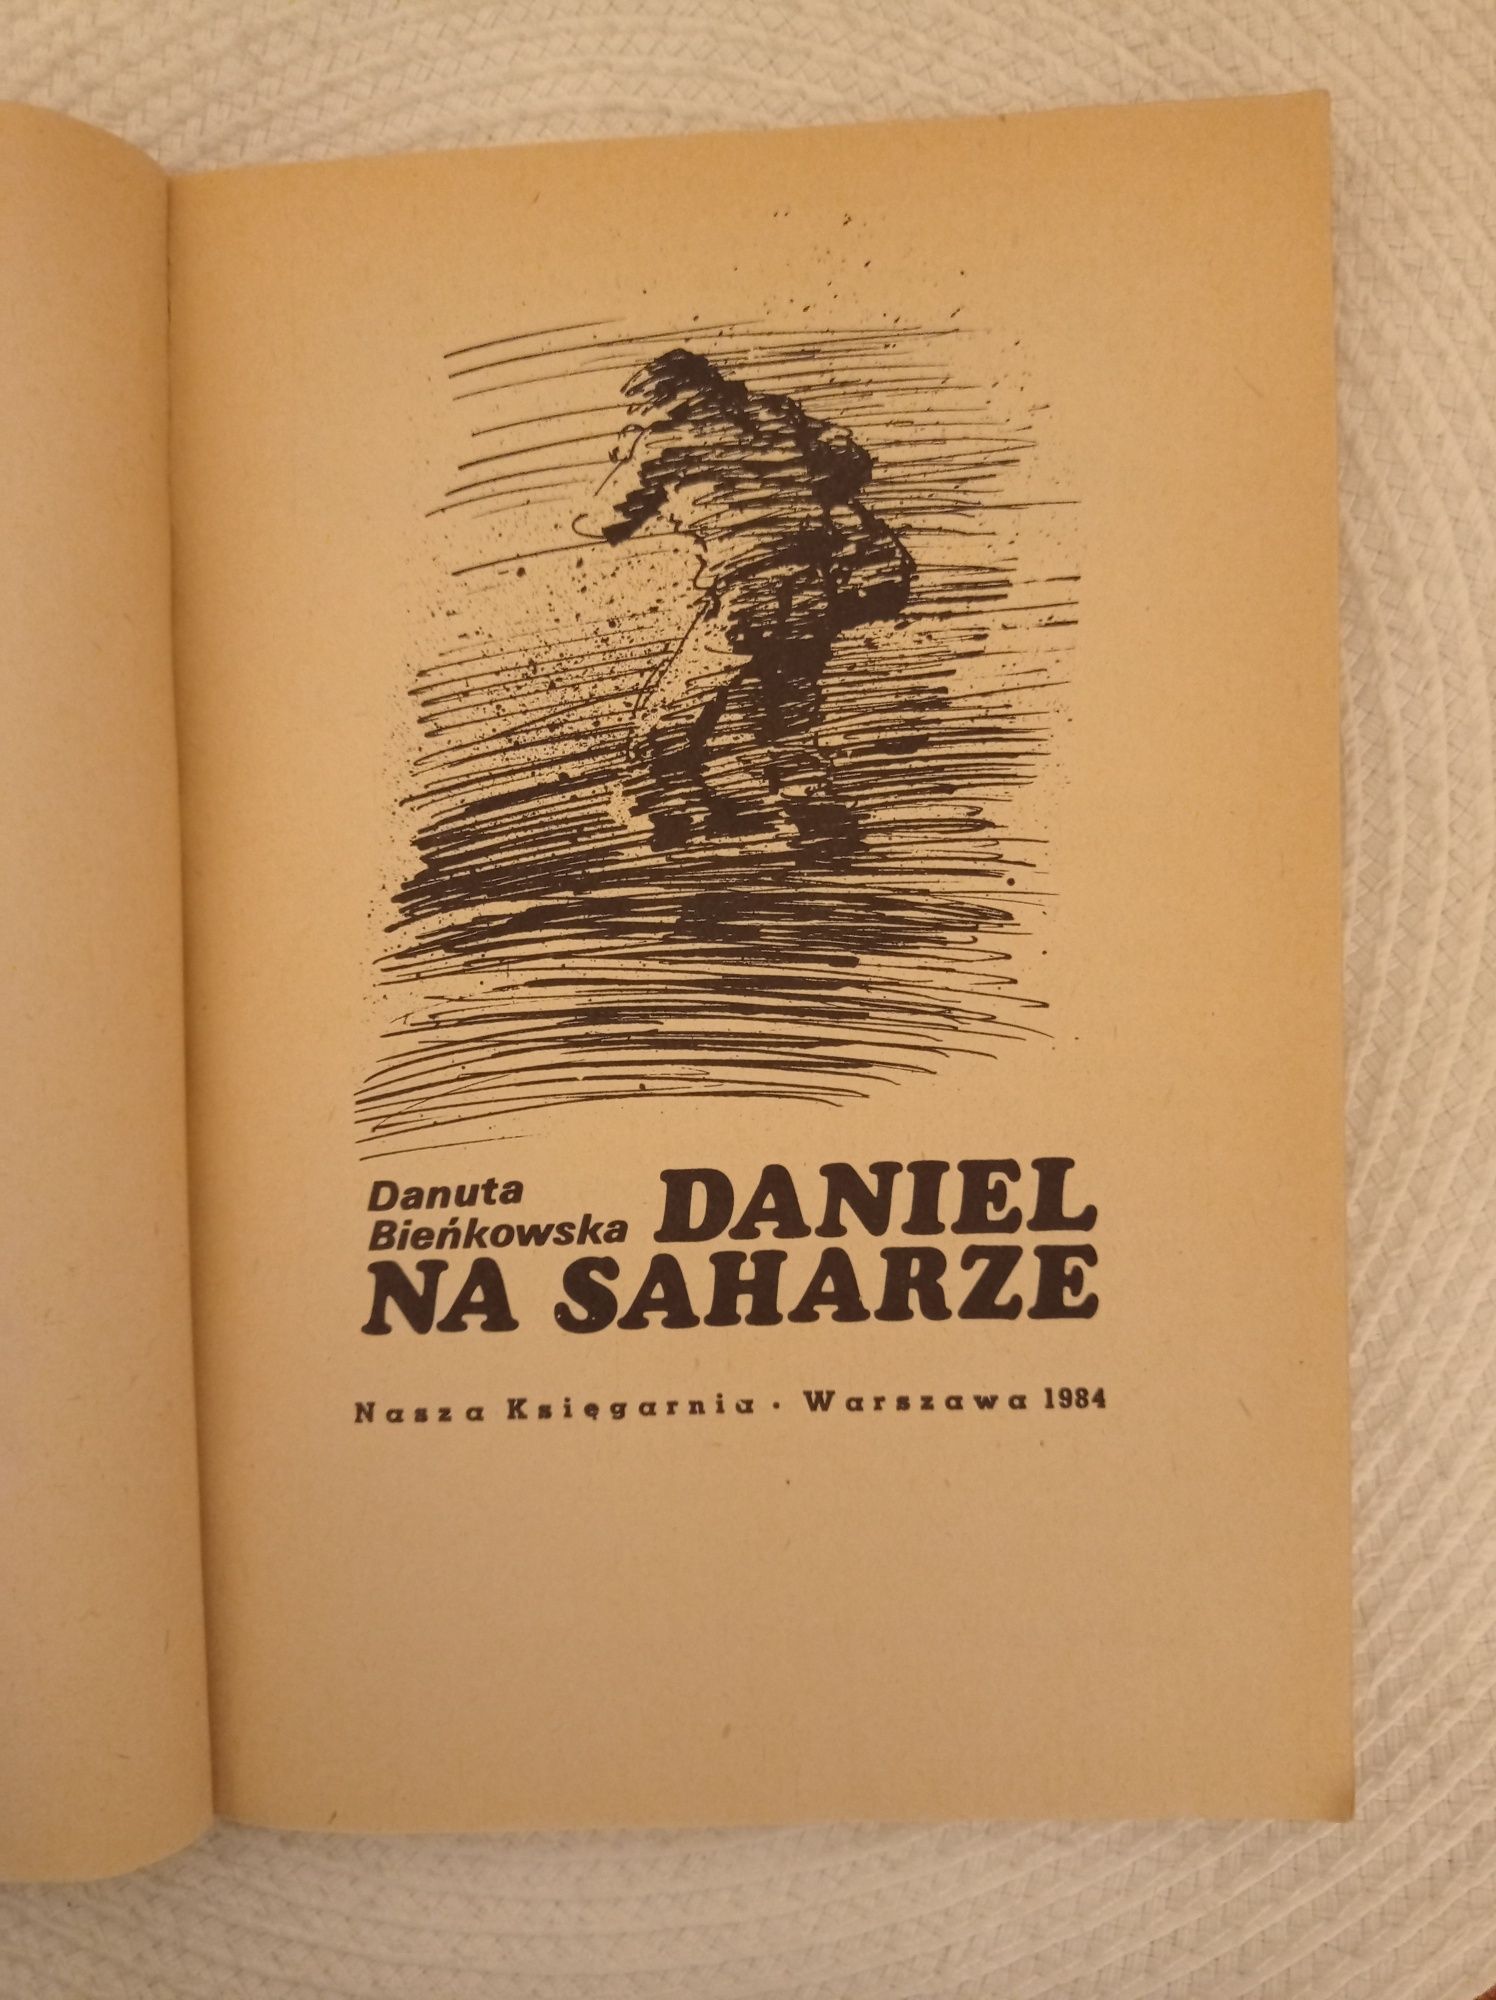 Danuta
Bieńkowska DANIEL
NA SAHARZE
Nasza Księgarnia · Warszawa 1984